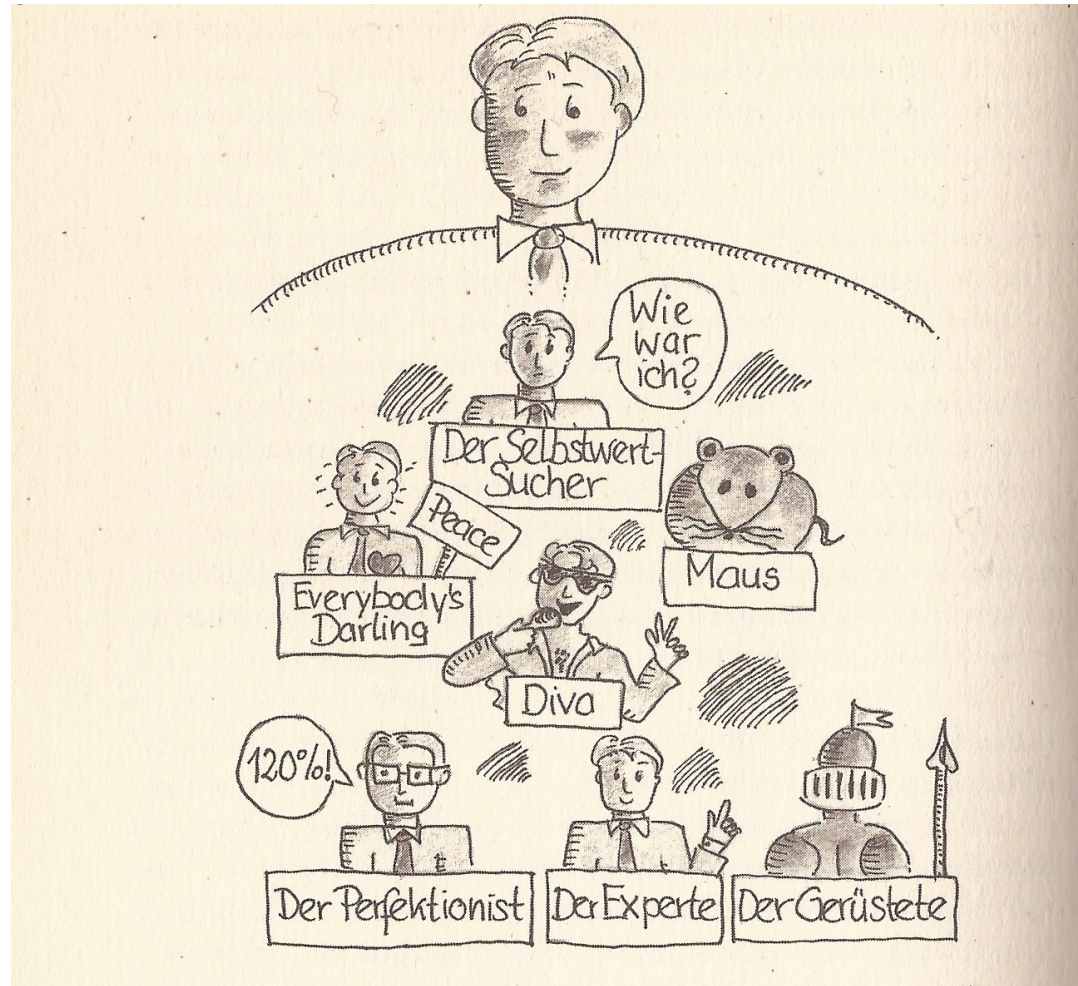 Wie
war
ich?
Der Selbstwert-
Sucher
Peace
Maus
Everybody's
Darling
Diva
120%!
Der Perfektionist
Der Experte
Der Gerüstete